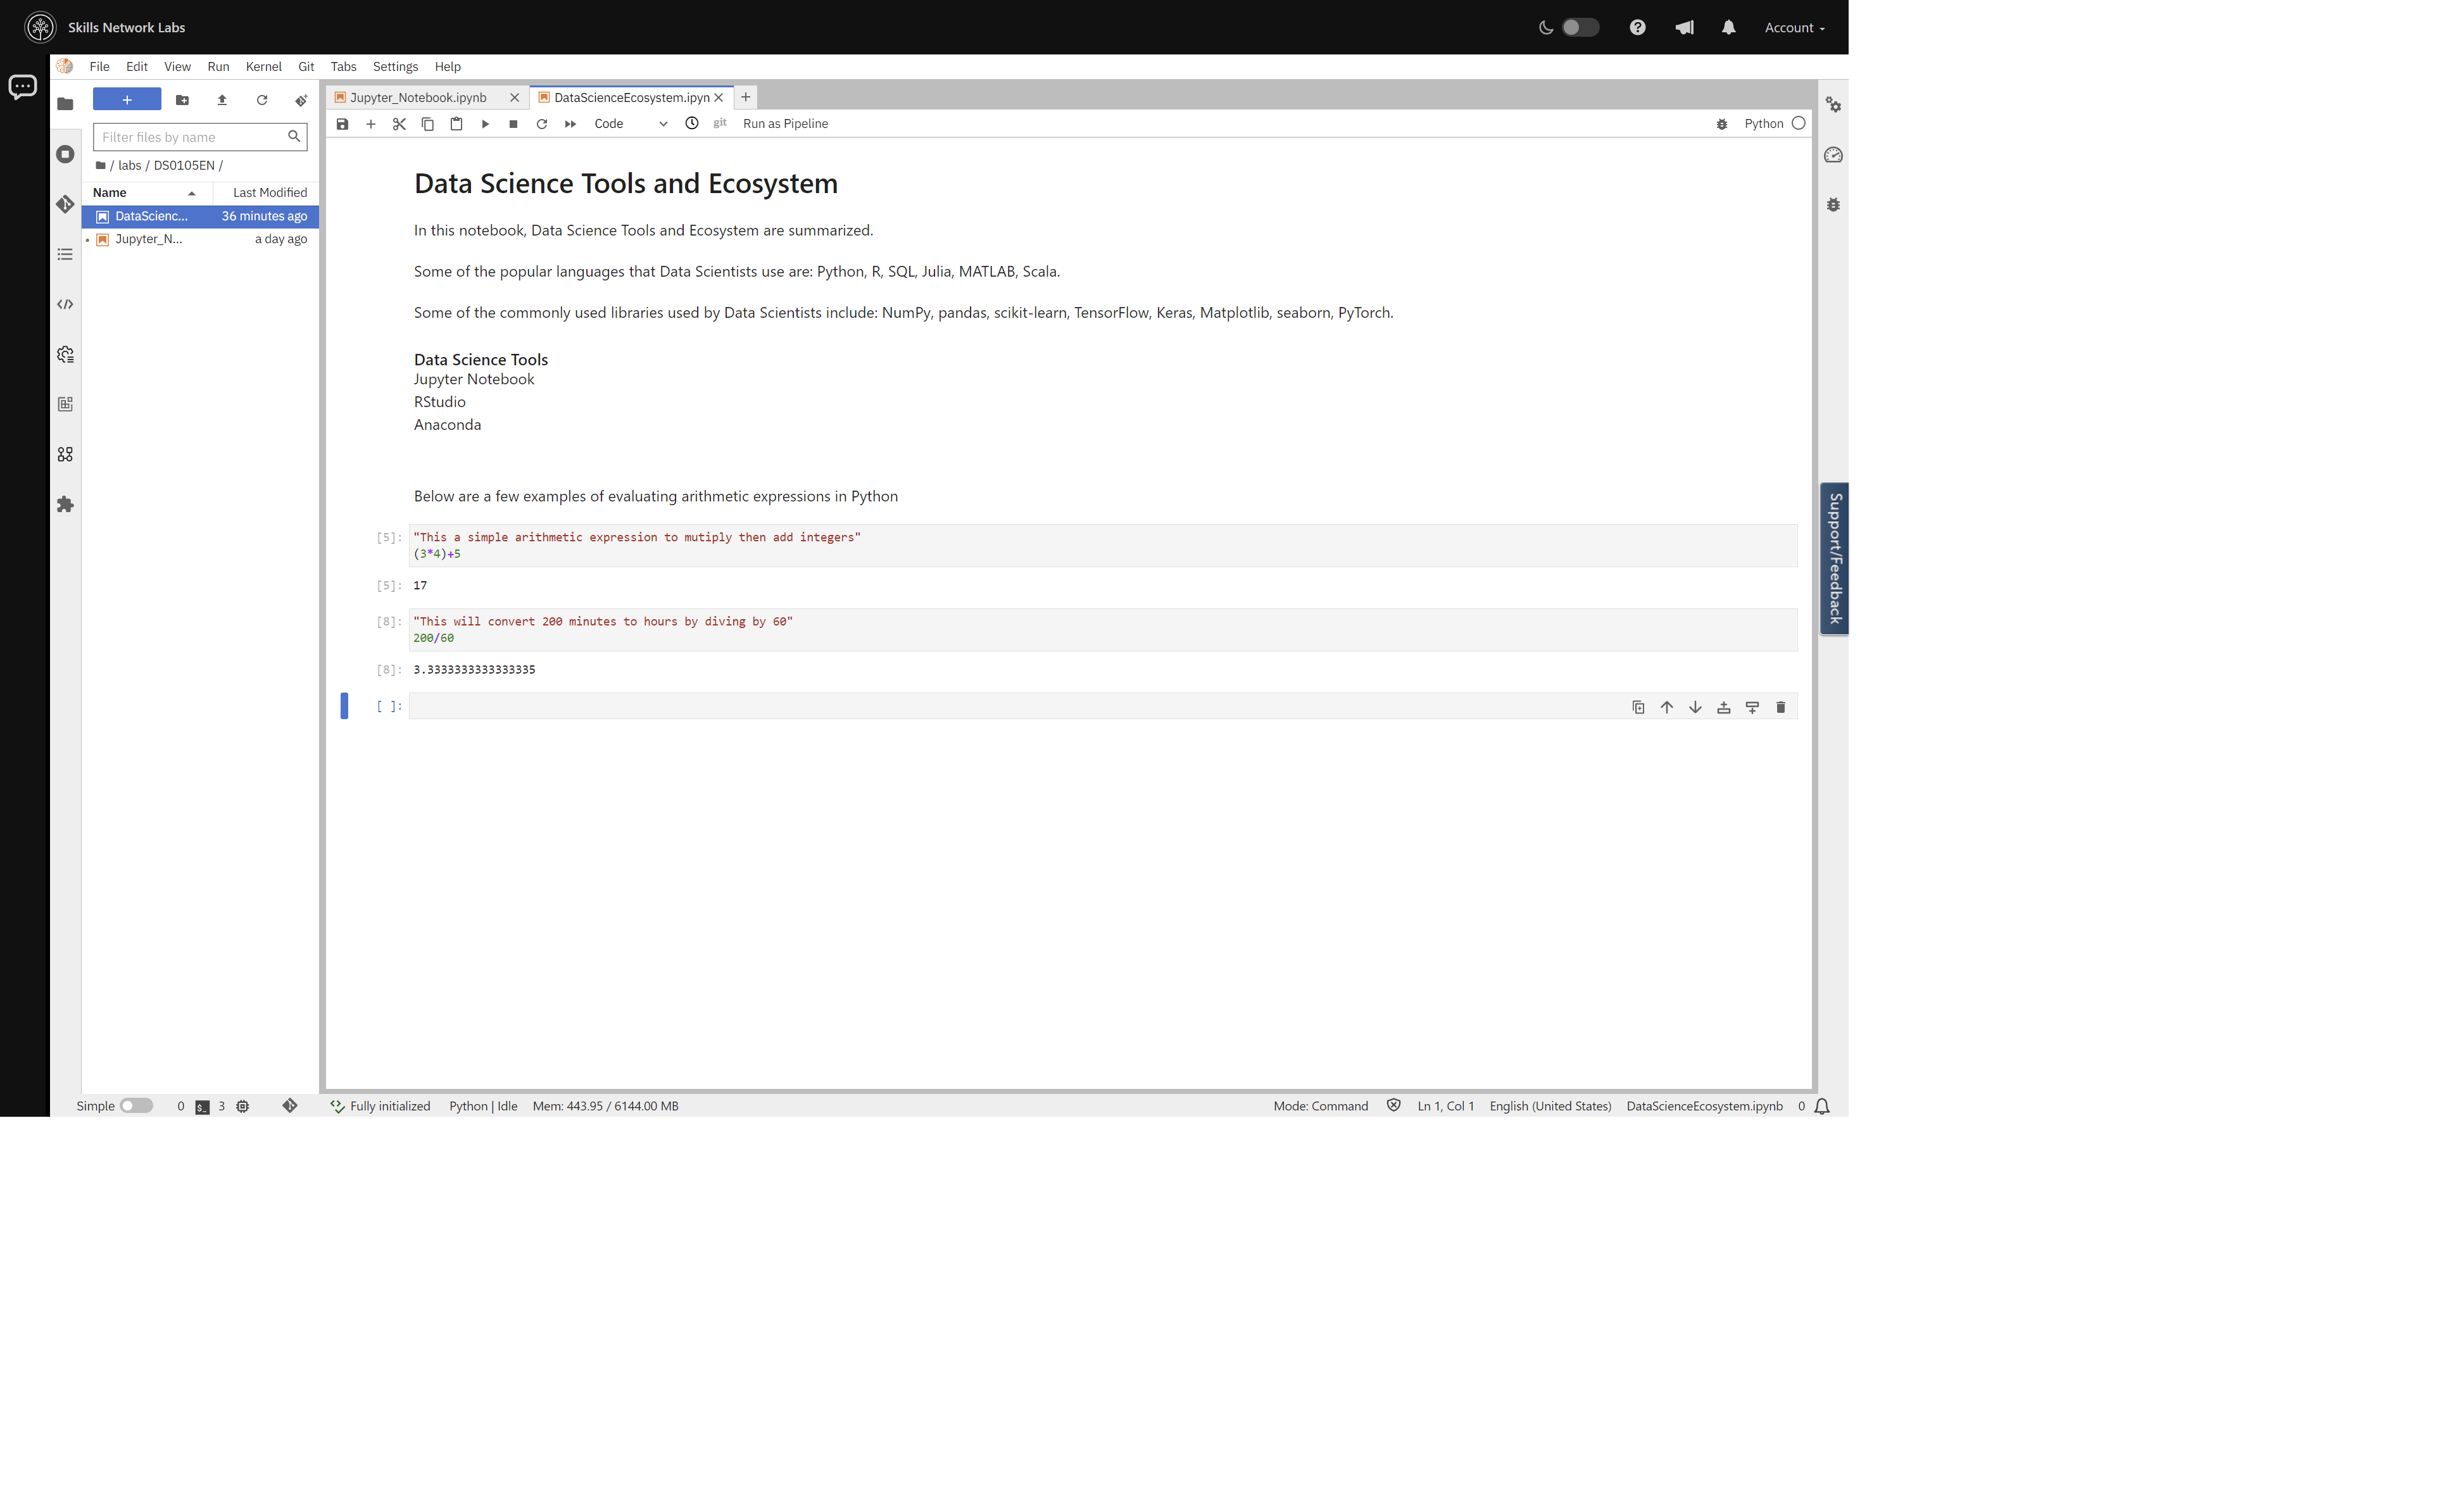 Skills Network Labs
Account
File Edit View Run Kernel Git Tabs Settings Help
Jupyter_Notebook.ipynb
DataScienceEcosystem.ipyn
Filter files by name
Code
git
Run as Pipeline
Python
/ labs / DS0105EN /
Name Last Modified
DataScienc... 36 minutes ago
Jupyter_N... a day ago
Data Science Tools and Ecosystem
In this notebook, Data Science Tools and Ecosystem are summarized.
Some of the popular languages that Data Scientists use are: Python, R, SQL, Julia, MATLAB, Scala.
Some of the commonly used libraries used by Data Scientists include: NumPy, pandas, scikit-learn, TensorFlow, Keras, Matplotlib, seaborn, PyTorch.
Data Science Tools
Jupyter Notebook
RStudio
Anaconda
Below are a few examples of evaluating arithmetic expressions in Python
[5]: "This a simple arithmetic expression to mutiply then add integers"
(3*4)+5
[5]: 17
[8]: "This will convert 200 minutes to hours by diving by 60"
200/60
[8]: 3.3333333333333335
[ ]:
Support/Feedback
Simple 0 $_ 3 Fully initialized Python | Idle Mem: 443.95 / 6144.00 MB Mode: Command Ln 1, Col 1 English (United States) DataScienceEcosystem.ipynb 0